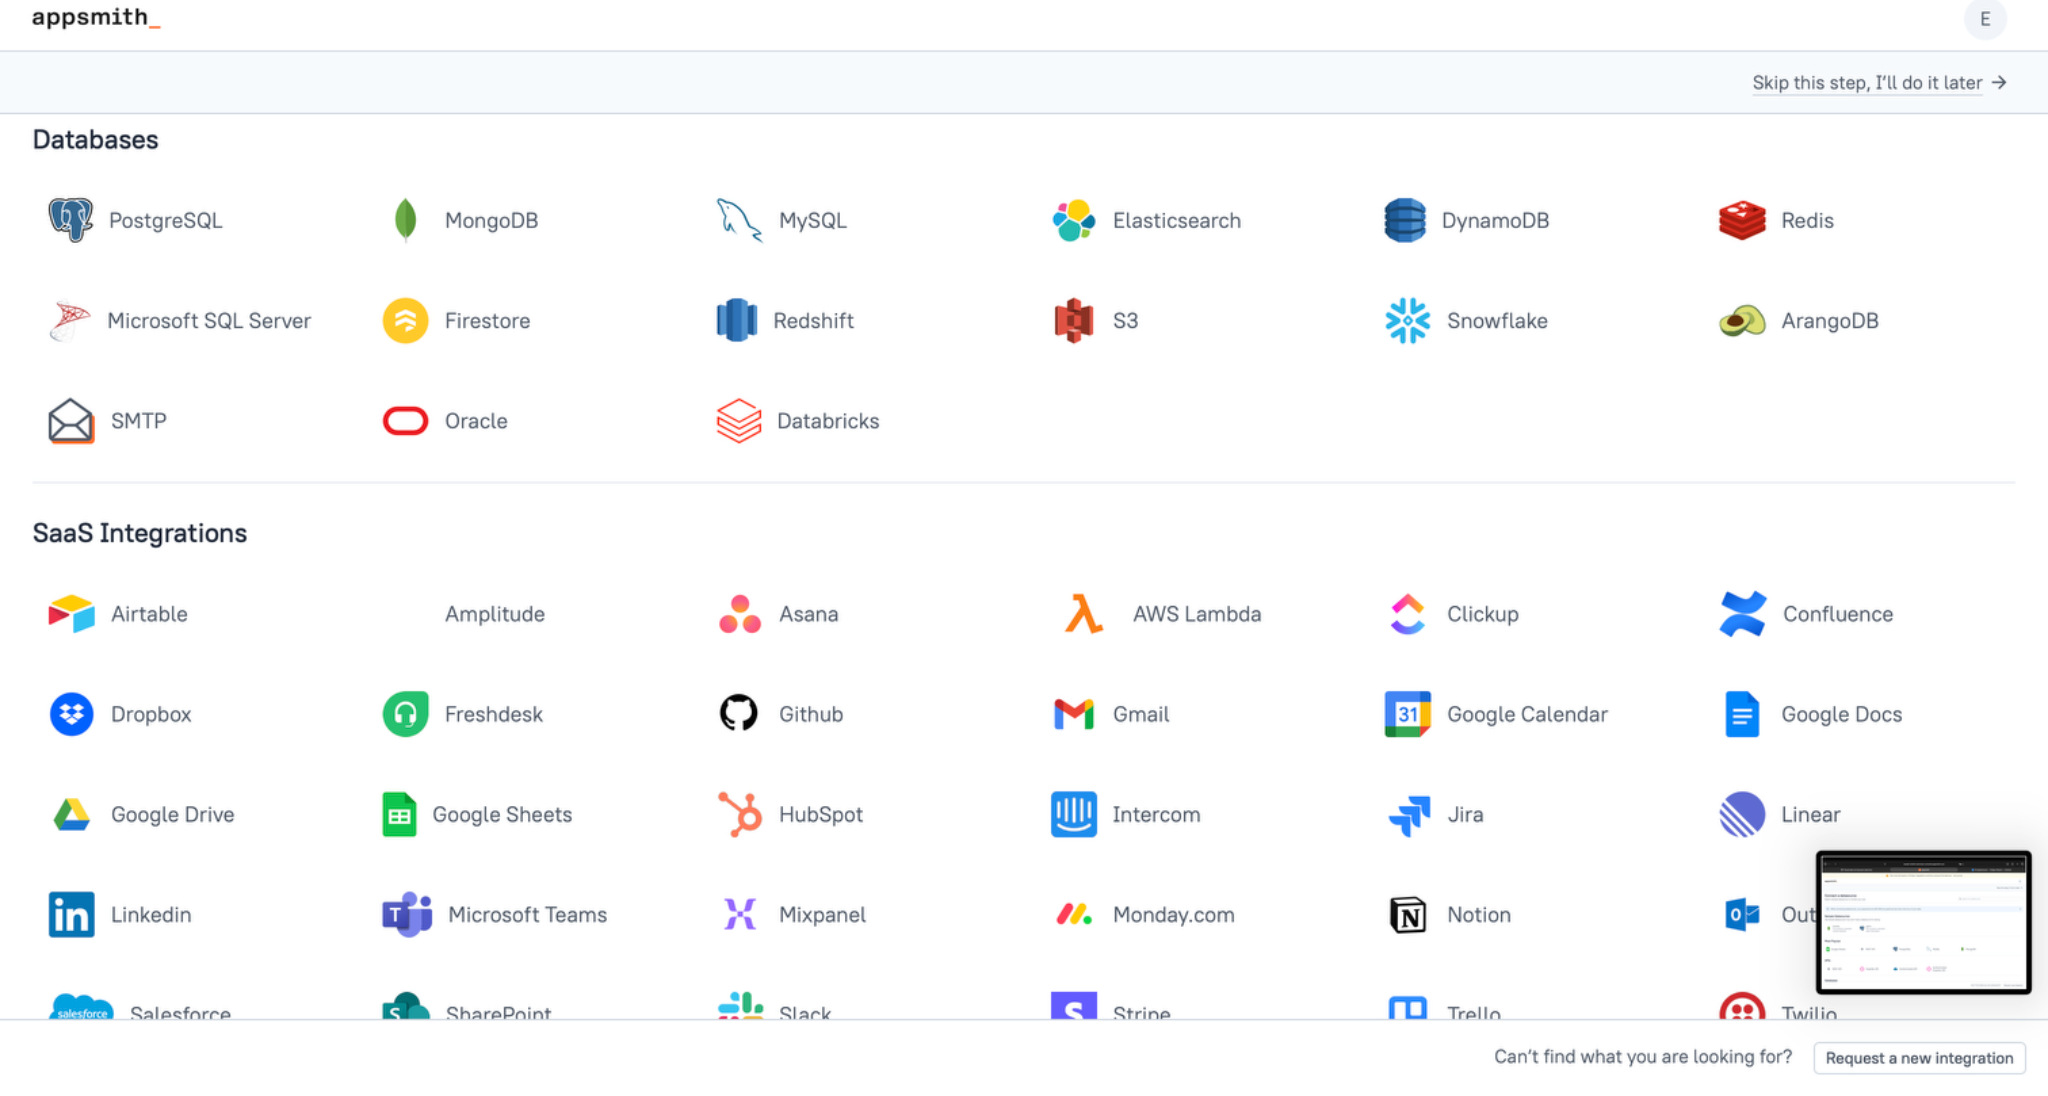 appsmith_
E
Skip this step, I'll do it later →
Databases
PostgreSQL
MongoDB
MySQL
Elasticsearch
DynamoDB
Redis
Microsoft SQL Server
Firestore
Redshift
S3
Snowflake
ArangoDB
SMTP
Oracle
Databricks
SaaS Integrations
Airtable
Amplitude
Asana
AWS Lambda
Clickup
Confluence
Dropbox
Freshdesk
Github
Gmail
31
Google Calendar
Google Docs
Google Drive
Google Sheets
HubSpot
Intercom
Jira
Linear
in
Linkedin
T
Microsoft Teams
Mixpanel
Monday.com
N
Notion
O
Out
salesforce
Salesforce
S
SharePoint
Slack
S
Stripe
Trello
Twilio
Can't find what you are looking for?
Request a new integration